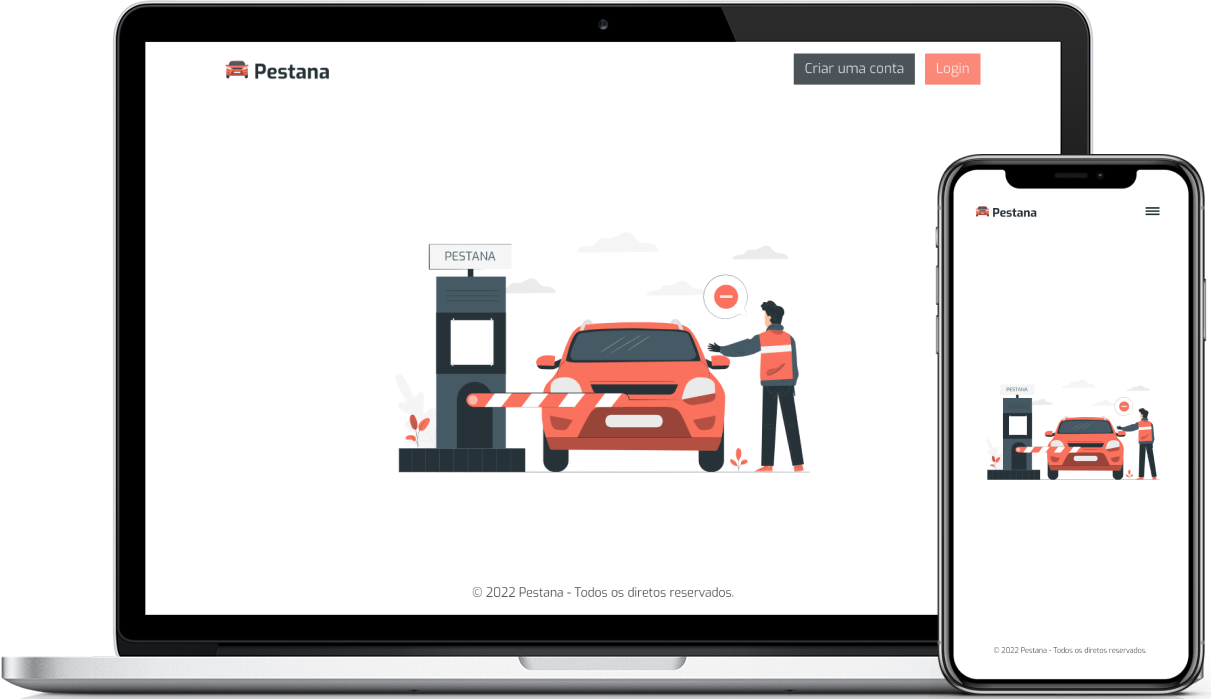 Pestana
Criar uma conta
Login
PESTANA
© 2022 Pestana - Todos os diretos reservados.
Pestana
PESTANA
© 2022 Pestana - Todos os diretos reservados.